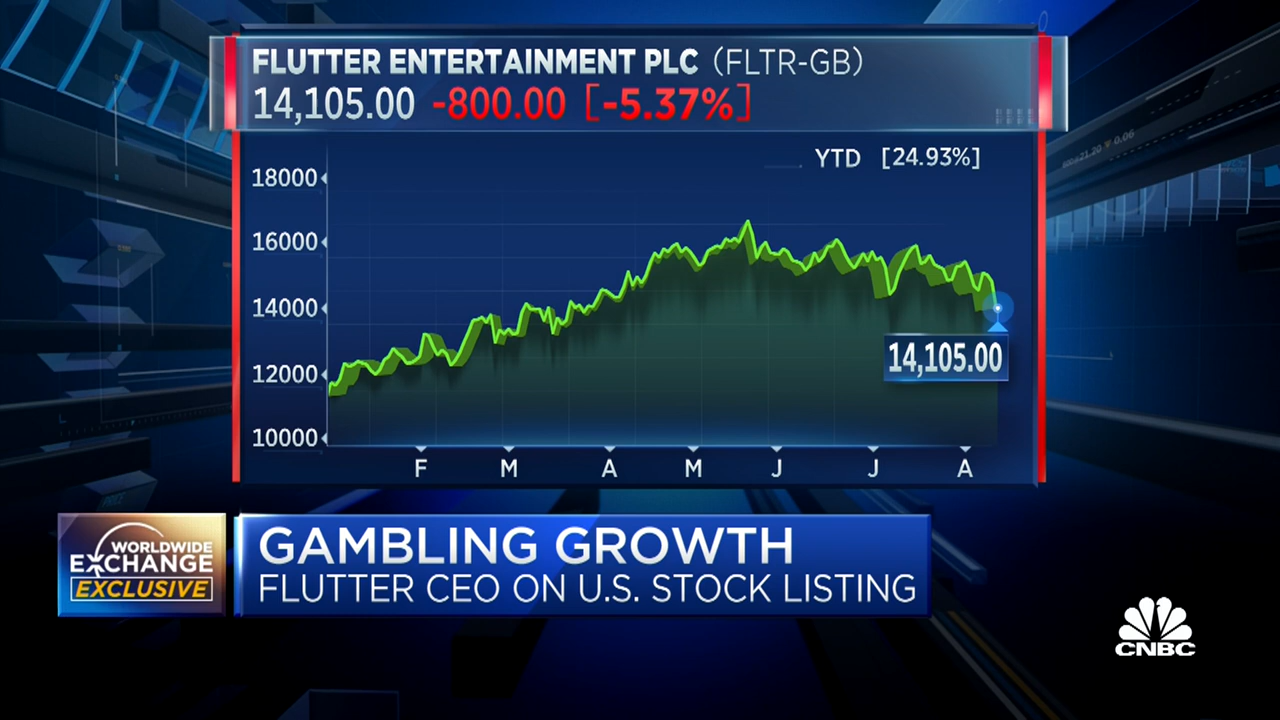 FLUTTER ENTERTAINMENT PLC (FLTR-GB)
14,105.00 -800.00 [-5.37%]
YTD [24.93%]
18000
16000
14000
12000
10000
14,105.00
F M A M J J A
WORLDWIDE
EXCHANGE
EXCLUSIVE
GAMBLING GROWTH
FLUTTER CEO ON U.S. STOCK LISTING
CNBC